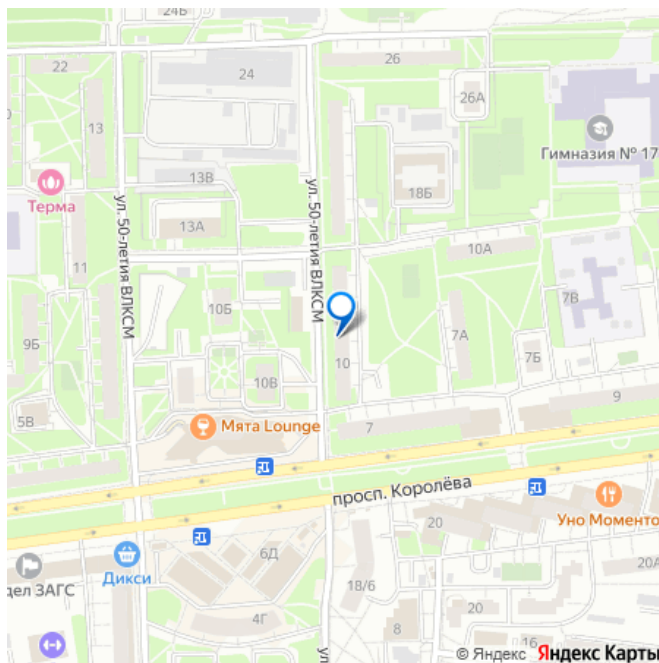 24Б
22
24
26
26А
13
Гимназия № 17
Терма
13В
18Б
13А
ул. 50-летия ВЛКСМ
ул. 50-летия ВЛКСМ
10А
11
7В
10Б
9Б
7А
10
7Б
10В
9
5В
Мята Lounge
7
просп. Королёва
Уно Моменто
20
6Д
дел ЗАГС
Дикси
18/6
20А
4Г
20
8
16
ул
© Яндекс Яндекс Карты